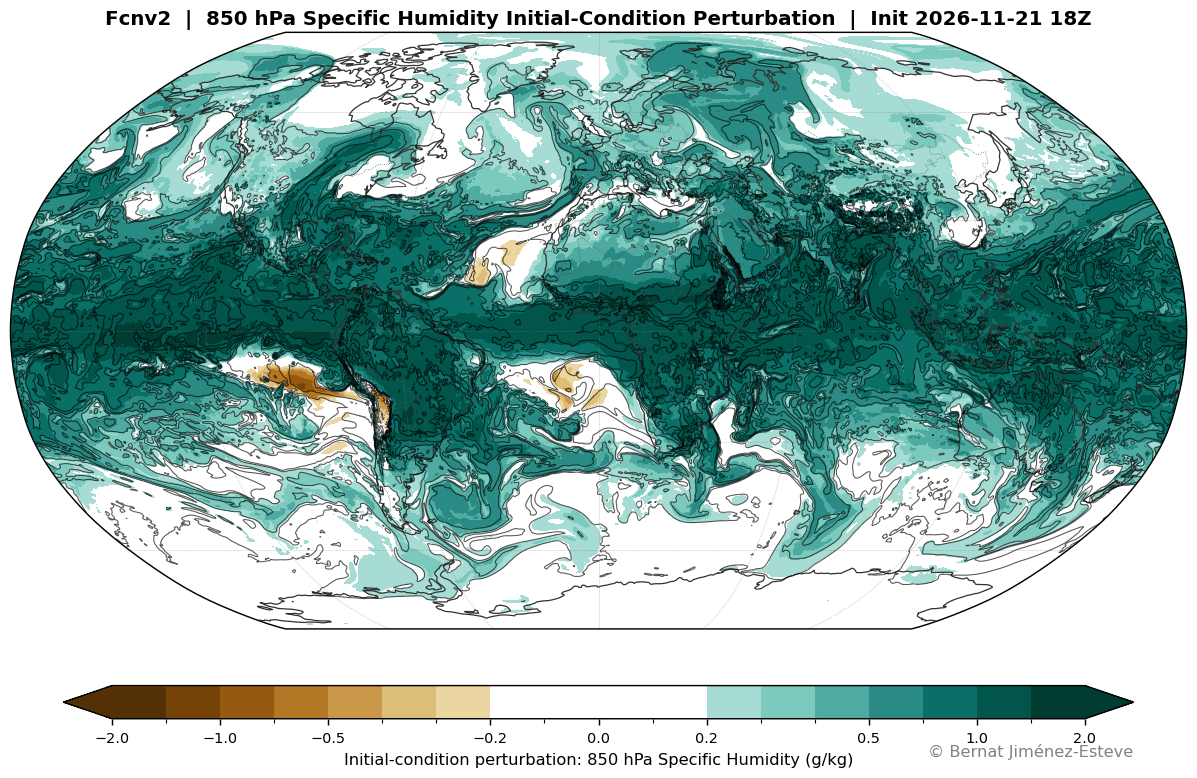 Fcnv2 | 850 hPa Specific Humidity Initial-Condition Perturbation | Init 2026-11-21 18Z
−2.0 −1.0 −0.5 −0.2 0.0 0.2 0.5 1.0 2.0
Initial-condition perturbation: 850 hPa Specific Humidity (g/kg)
© Bernat Jiménez-Esteve